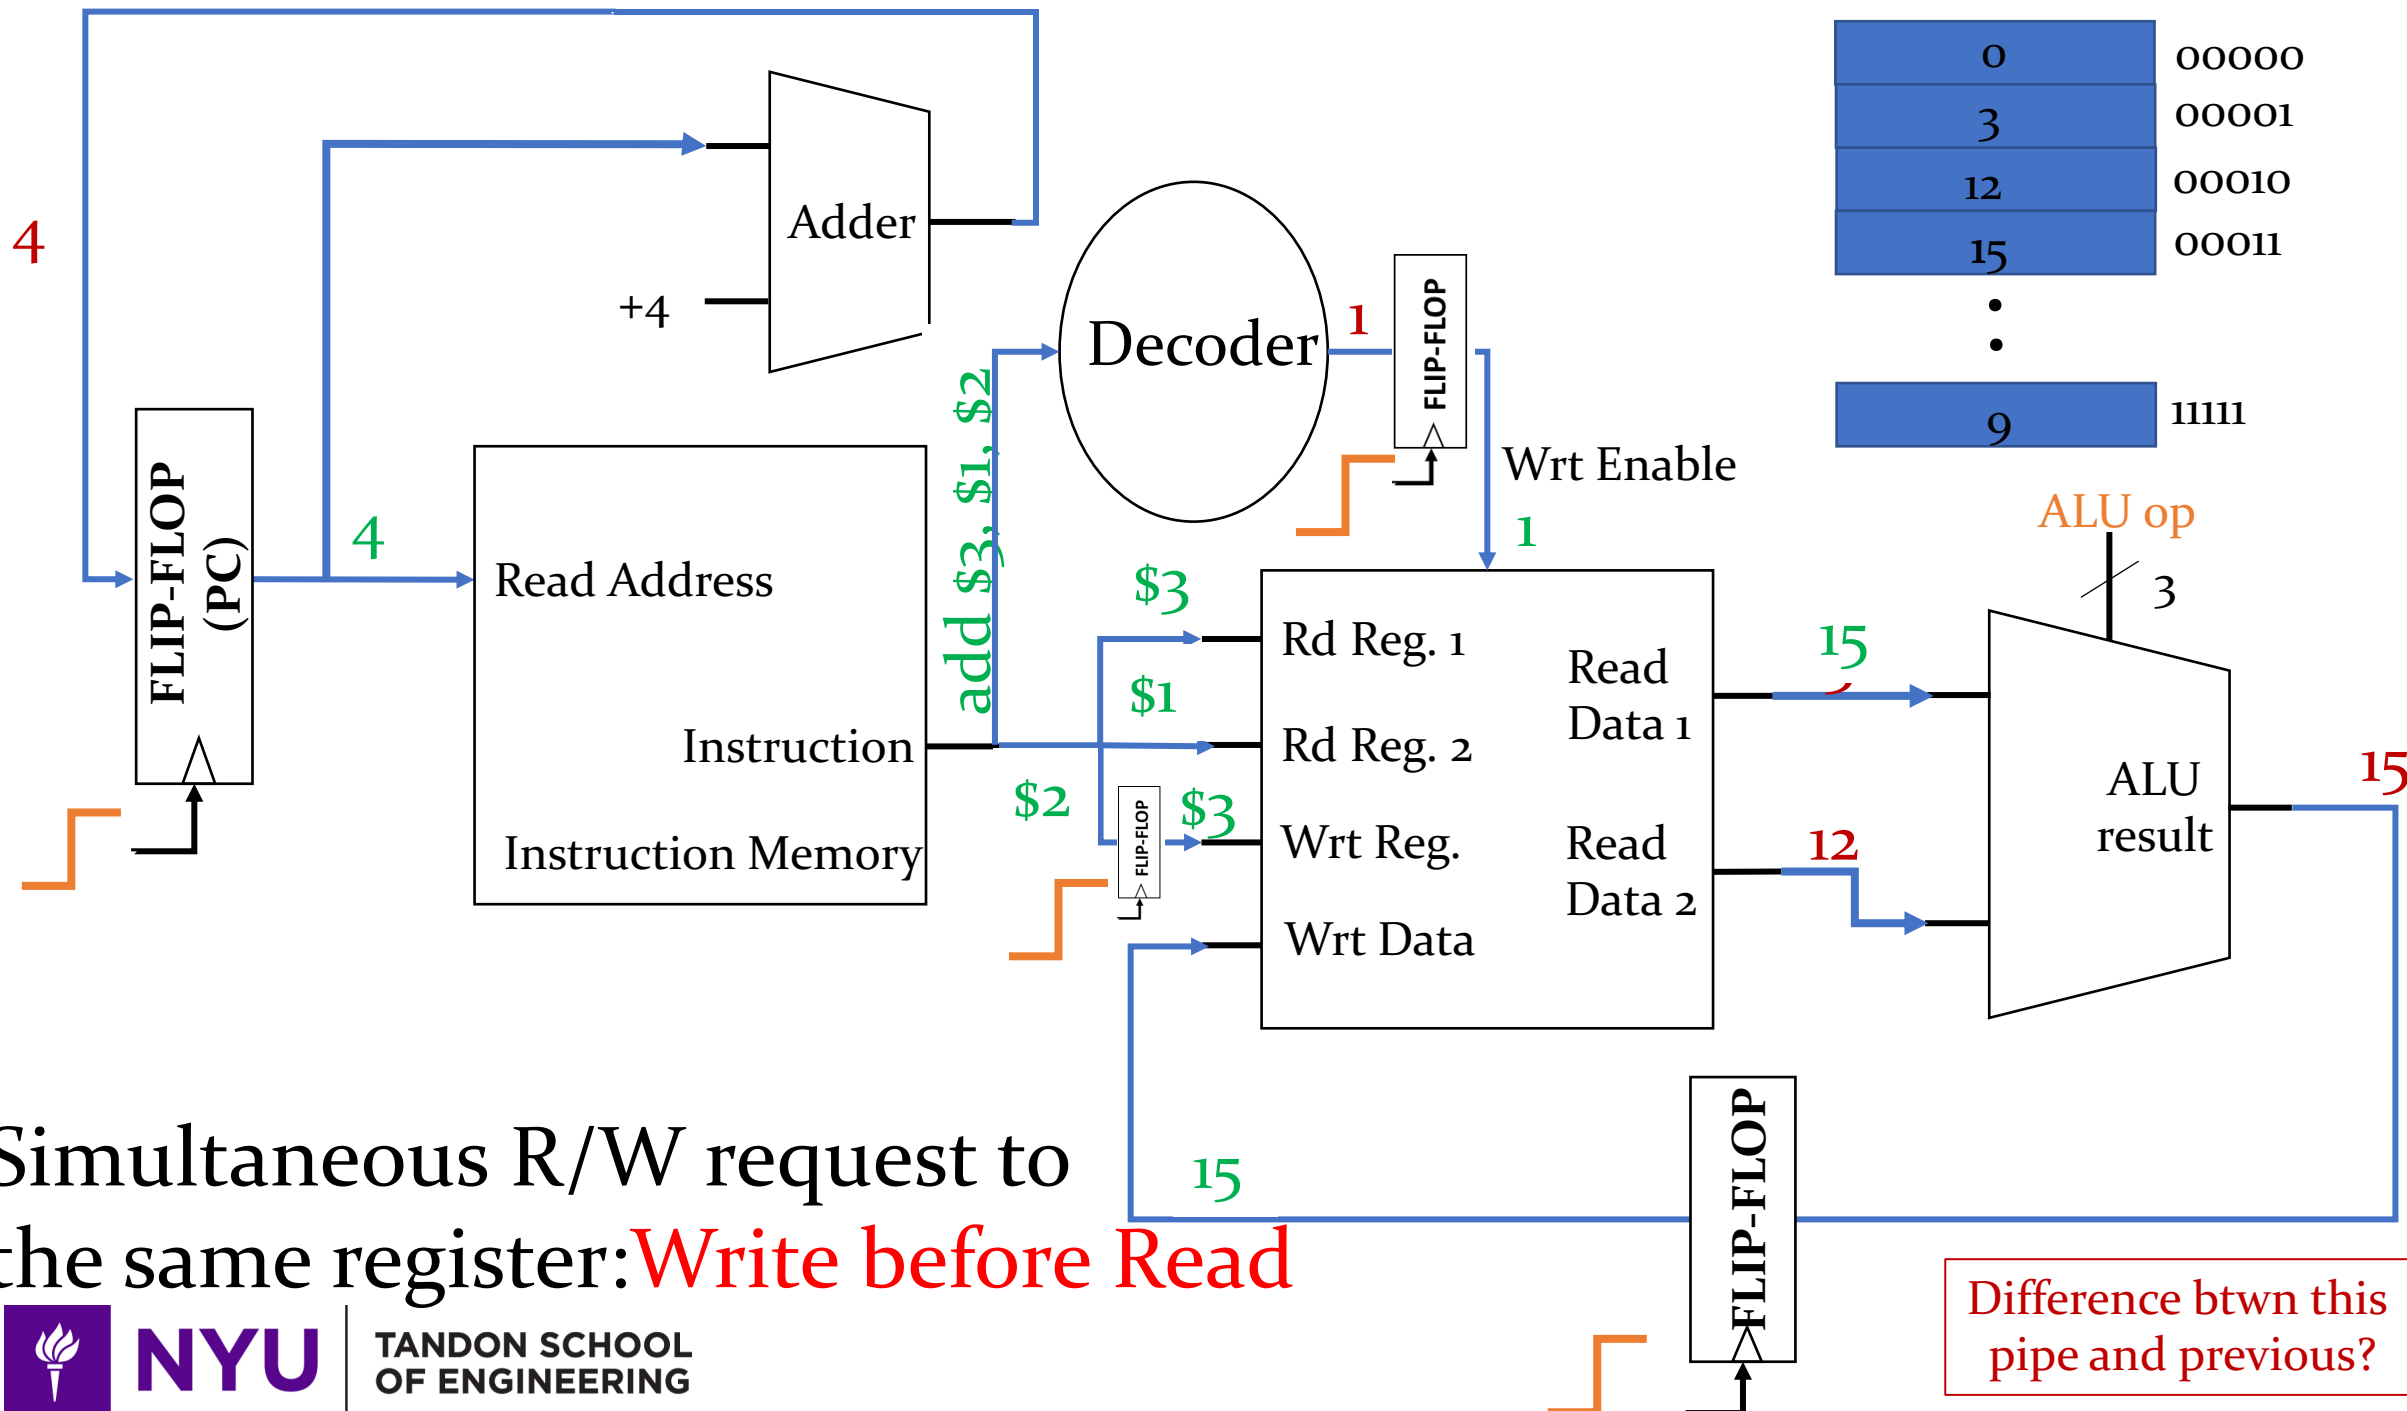 0 00000
3 00001
12 00010
15 00011
9 11111
4
Adder
+4
Decoder
1
FLIP-FLOP
Wrt Enable
1
ALU op
3
FLIP-FLOP
(PC)
4
add $3, $1, $2
Read Address
Instruction
Instruction Memory
$3
$1
$2
FLIP-FLOP
$3
Rd Reg. 1
Rd Reg. 2
Wrt Reg.
Wrt Data
Read
Data 1
Read
Data 2
15
12
ALU
result
15
15
FLIP-FLOP
Simultaneous R/W request to
the same register:Write before Read
Difference btwn this
pipe and previous?
NYU
TANDON SCHOOL
OF ENGINEERING